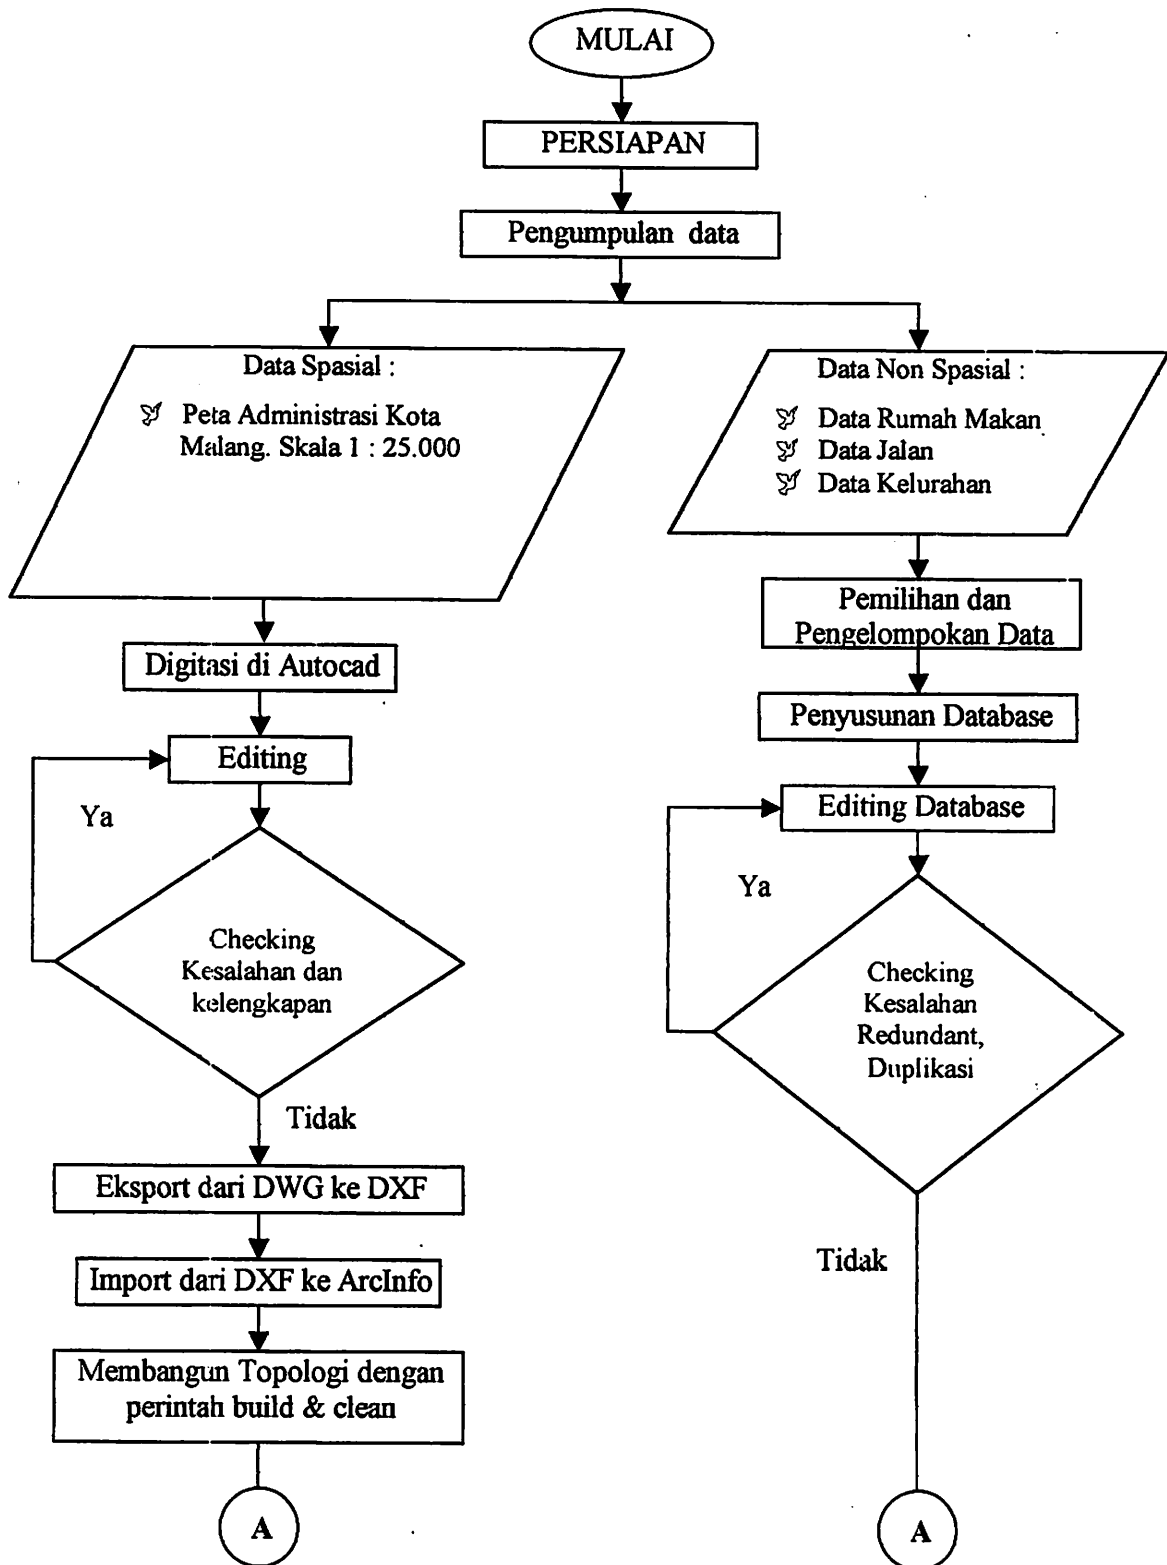 MULAI
PERSIAPAN
Pengumpulan data
Data Spasial :
Peta Administrasi Kota
Malang. Skala 1 : 25.000
Data Non Spasial :
Data Rumah Makan
Data Jalan
Data Kelurahan
Digitasi di Autocad
Editing
Ya
Checking
Kesalahan dan
kelengkapan
Tidak
Eksport dari DWG ke DXF
Import dari DXF ke ArcInfo
Membangun Topologi dengan
perintah build & clean
A
Pemilihan dan
Pengelompokan Data
Penyusunan Database
Editing Database
Ya
Checking
Kesalahan
Redundant,
Duplikasi
Tidak
A